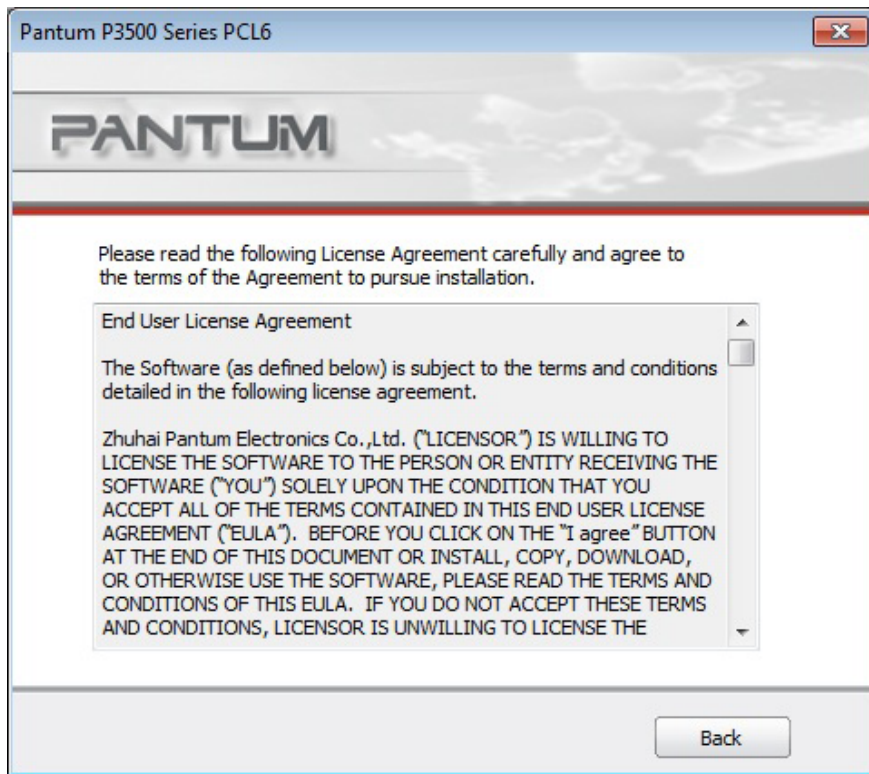 Pantum P3500 Series PCL6
PANTUM
Please read the following License Agreement carefully and agree to
the terms of the Agreement to pursue installation.
End User License Agreement
The Software (as defined below) is subject to the terms and conditions
detailed in the following license agreement.
Zhuhai Pantum Electronics Co.,Ltd. (“LICENSOR”) IS WILLING TO
LICENSE THE SOFTWARE TO THE PERSON OR ENTITY RECEIVING THE
SOFTWARE (“YOU”) SOLELY UPON THE CONDITION THAT YOU
ACCEPT ALL OF THE TERMS CONTAINED IN THIS END USER LICENSE
AGREEMENT (“EULA”).  BEFORE YOU CLICK ON THE “I agree” BUTTON
AT THE END OF THIS DOCUMENT OR INSTALL, COPY, DOWNLOAD,
OR OTHERWISE USE THE SOFTWARE, PLEASE READ THE TERMS AND
CONDITIONS OF THIS EULA.  IF YOU DO NOT ACCEPT THESE TERMS
AND CONDITIONS, LICENSOR IS UNWILLING TO LICENSE THE
Back